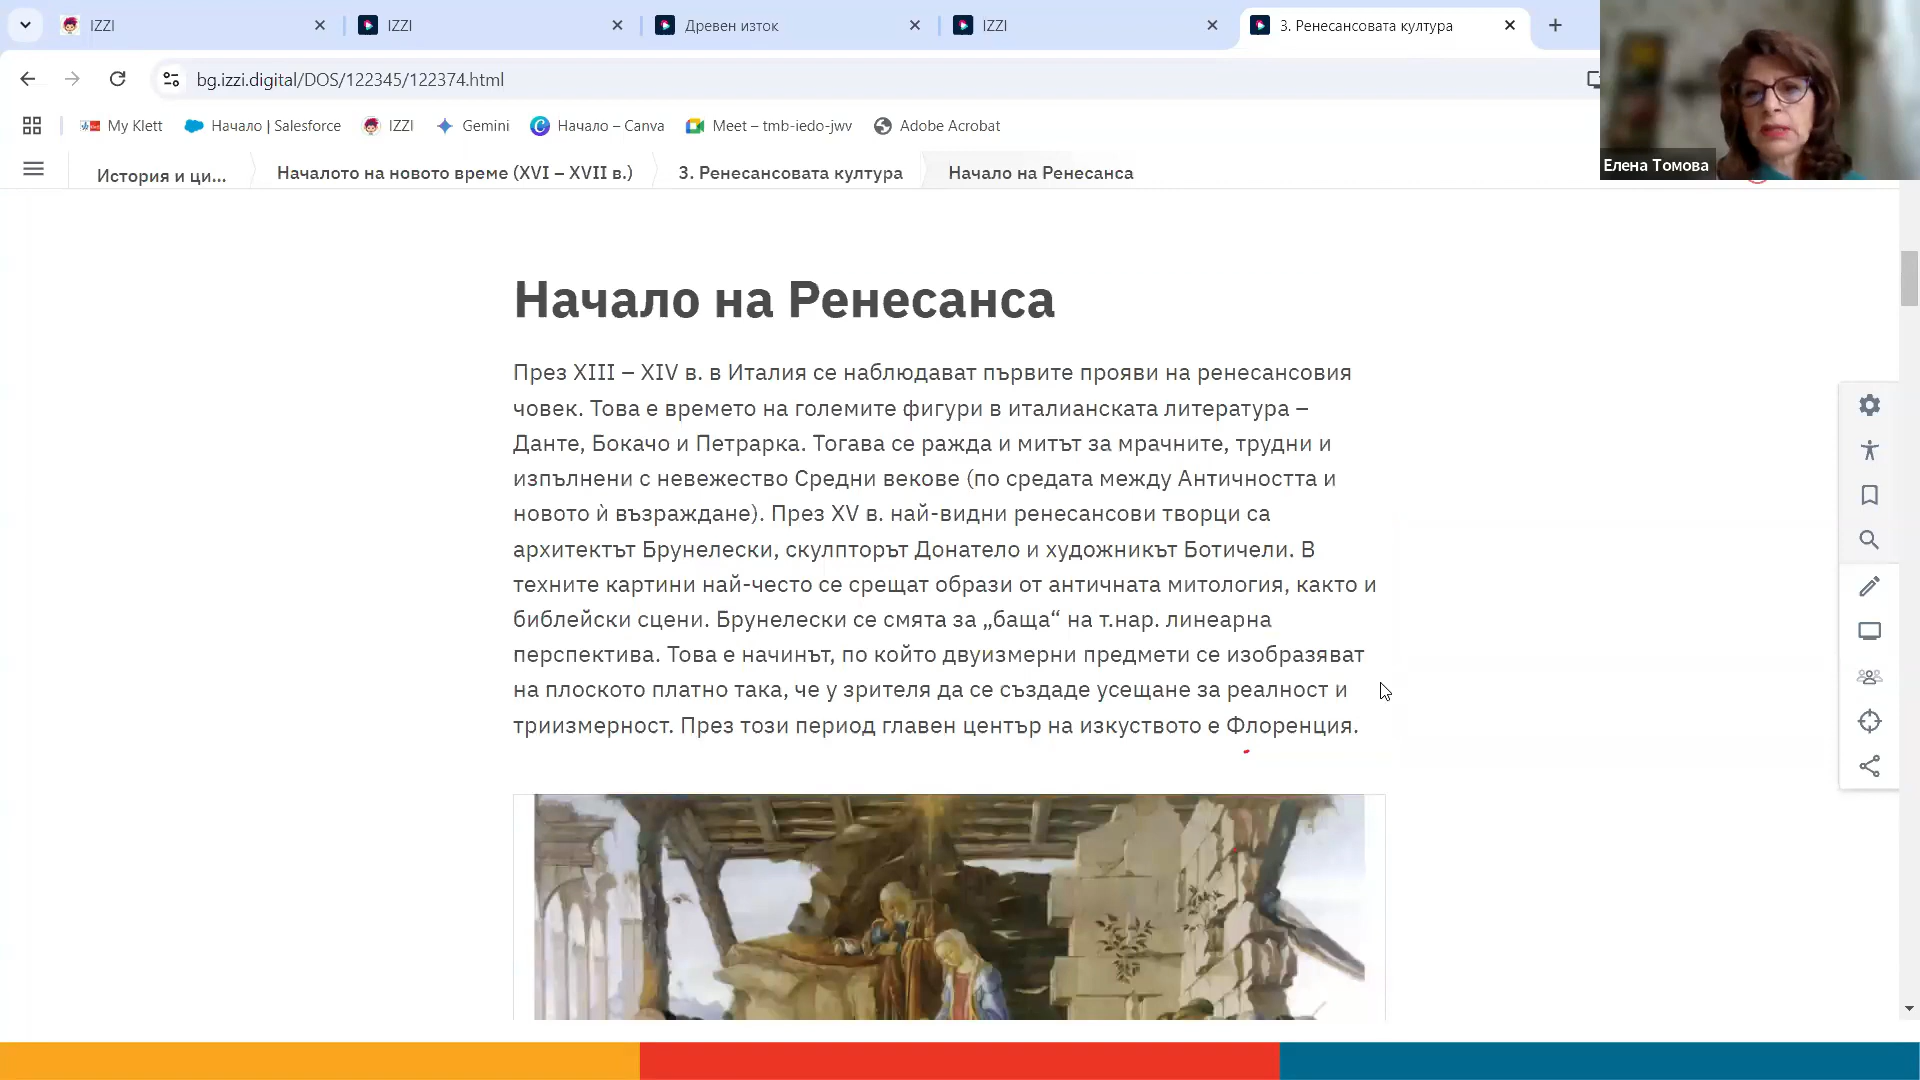 IZZI
IZZI
Древен изток
IZZI
3. Ренесансовата култура
bg.izzi.digital/DOS/122345/122374.html
My Klett
Начало | Salesforce
IZZI
Gemini
Начало – Canva
Meet – tmb-iedo-jwv
Adobe Acrobat
Елена Томова
История и ци...
Началото на новото време (XVI – XVII в.)
3. Ренесансовата култура
Начало на Ренесанса
Начало на Ренесанса
През XIII – XIV в. в Италия се наблюдават първите прояви на ренесансовия
човек. Това е времето на големите фигури в италианската литература –
Данте, Бокачо и Петрарка. Тогава се ражда и митът за мрачните, трудни и
изпълнени с невежество Средни векове (по средата между Античността и
новото ѝ възраждане). През XV в. най-видни ренесансови творци са
архитектът Брунелески, скулпторът Донатело и художникът Ботичели. В
техните картини най-често се срещат образи от античната митология, както и
библейски сцени. Брунелески се смята за „баща“ на т.нар. линеарна
перспектива. Това е начинът, по който двуизмерни предмети се изобразяват
на плоското платно така, че у зрителя да се създаде усещане за реалност и
триизмерност. През този период главен център на изкуството е Флоренция.